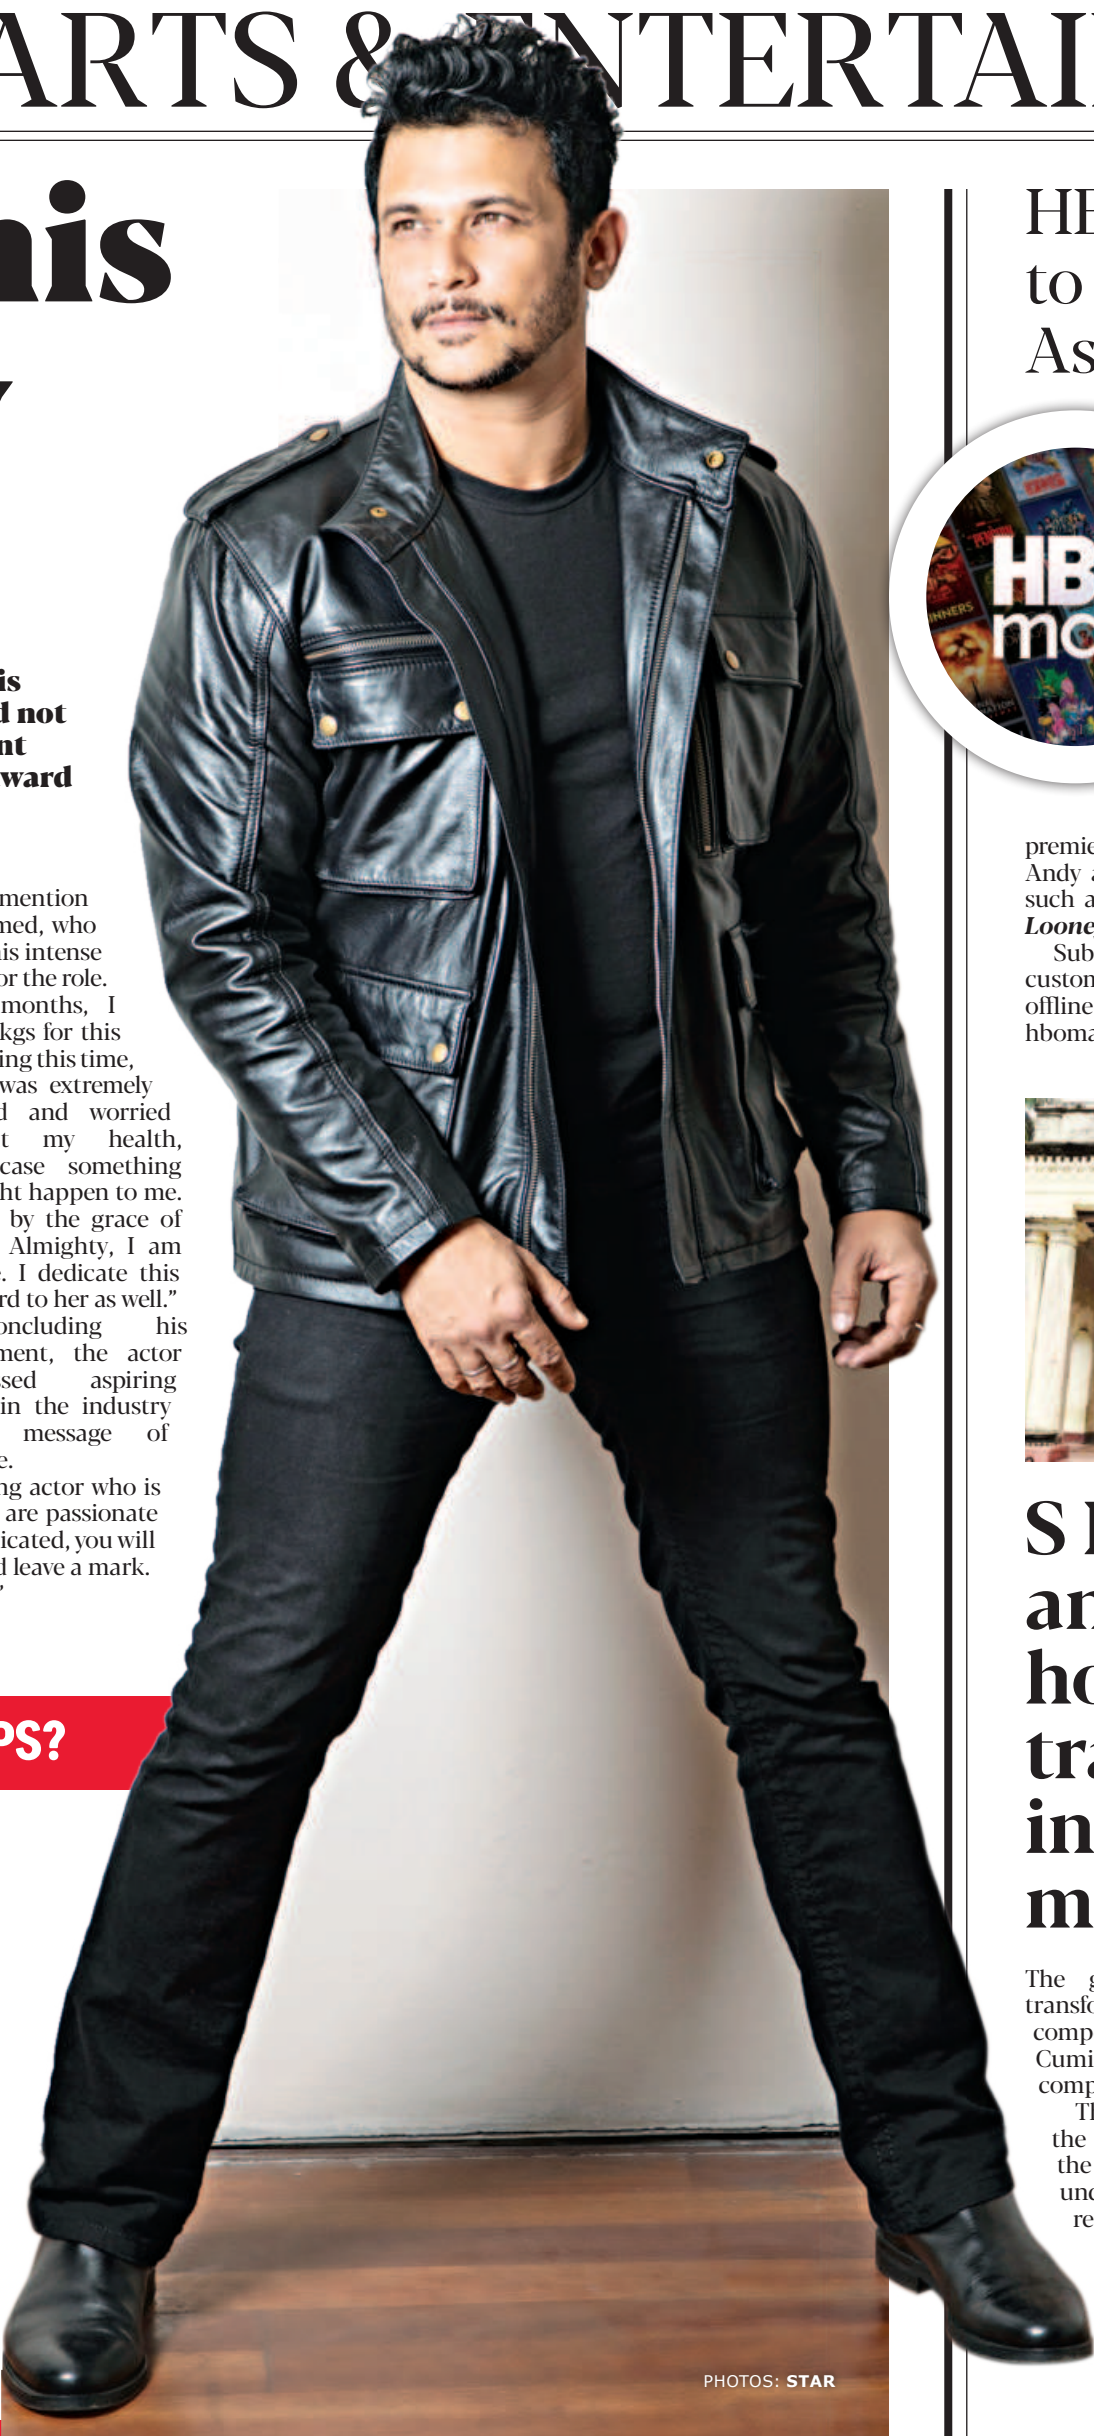 ARTS & ENTERTAI
his
is
d not
nt
ward
mention
med, who
his intense
or the role.
months, I
kgs for this
ing this time,
was extremely
d and worried
t my health,
case something
ht happen to me.
by the grace of
Almighty, I am
. I dedicate this
rd to her as well.”
oncluding his
ment, the actor
ssed aspiring
in the industry
message of
e.
ng actor who is
are passionate
icated, you will
d leave a mark.
”
PS?
PHOTOS: STAR
HB
to
As
INNERS
HB
mo
premie
Andy a
such a
Loone
Sub
custom
offline
hboma
S
an
ho
tra
in
m
The g
transfo
comp
Cumi
comp
Th
the
the
und
re